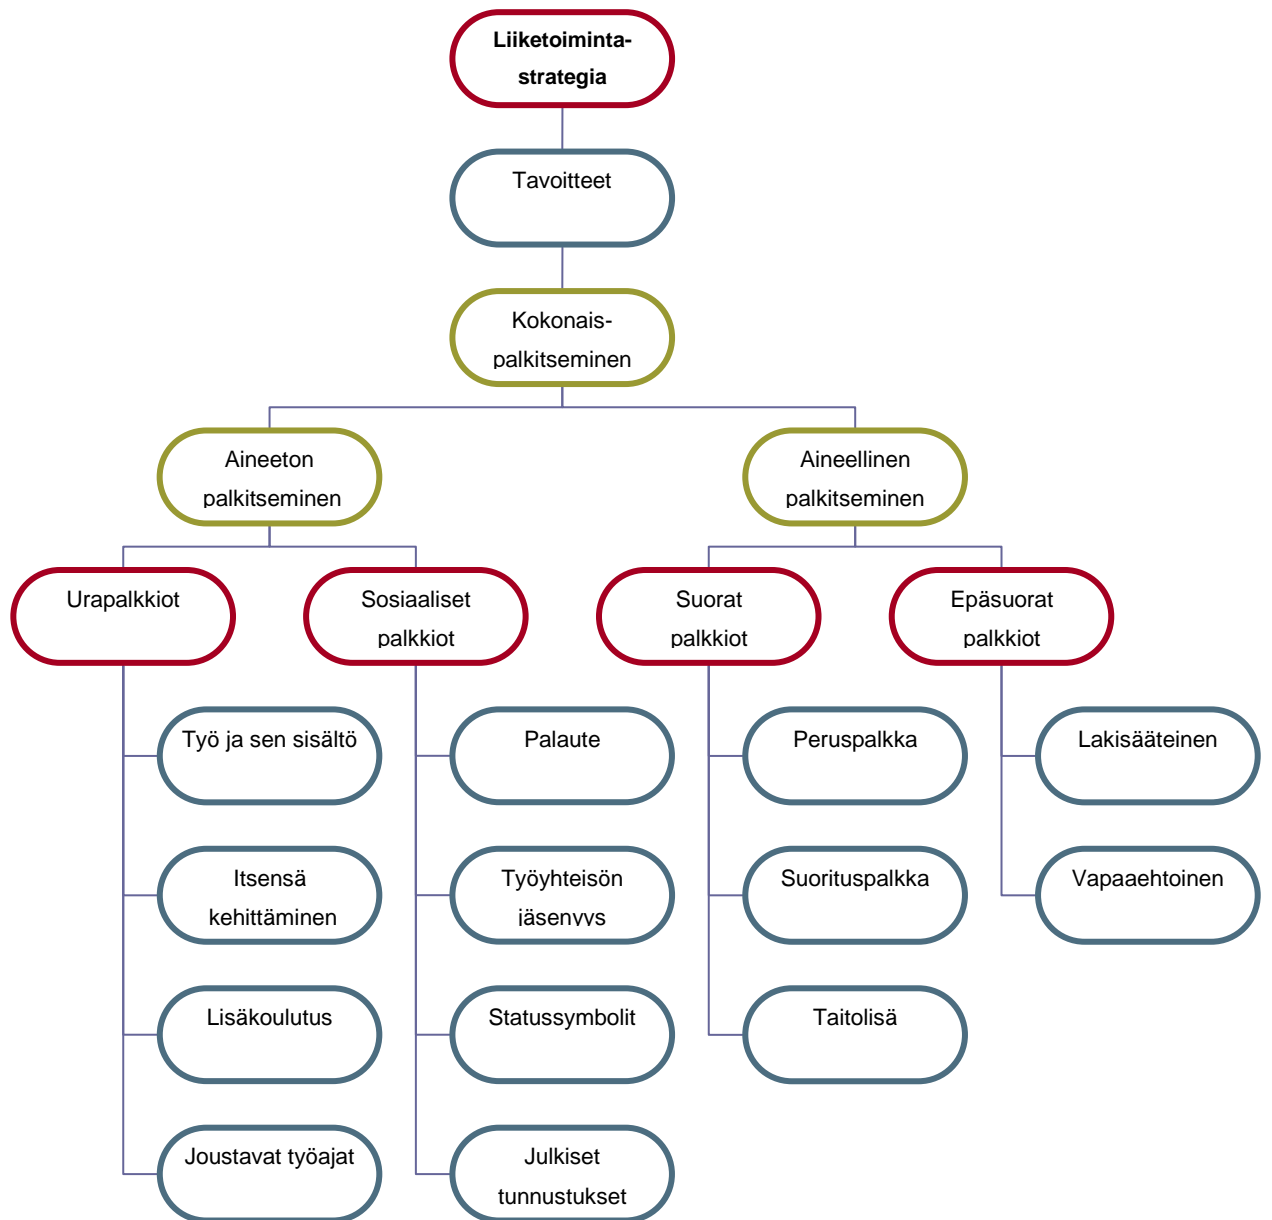 Liiketoiminta-
strategia
Tavoitteet
Kokonais-
palkitseminen
Aineeton
palkitseminen
Aineellinen
palkitseminen
Urapalkkiot
Sosiaaliset
palkkiot
Suorat
palkkiot
Epäsuorat
palkkiot
Työ ja sen sisältö
Palaute
Peruspalkka
Lakisääteinen
Itsensä
kehittäminen
Työyhteisön
jäsenyys
Suorituspalkka
Vapaaehtoinen
Lisäkoulutus
Statussymbolit
Taitolisä
Joustavat työajat
Julkiset
tunnustukset